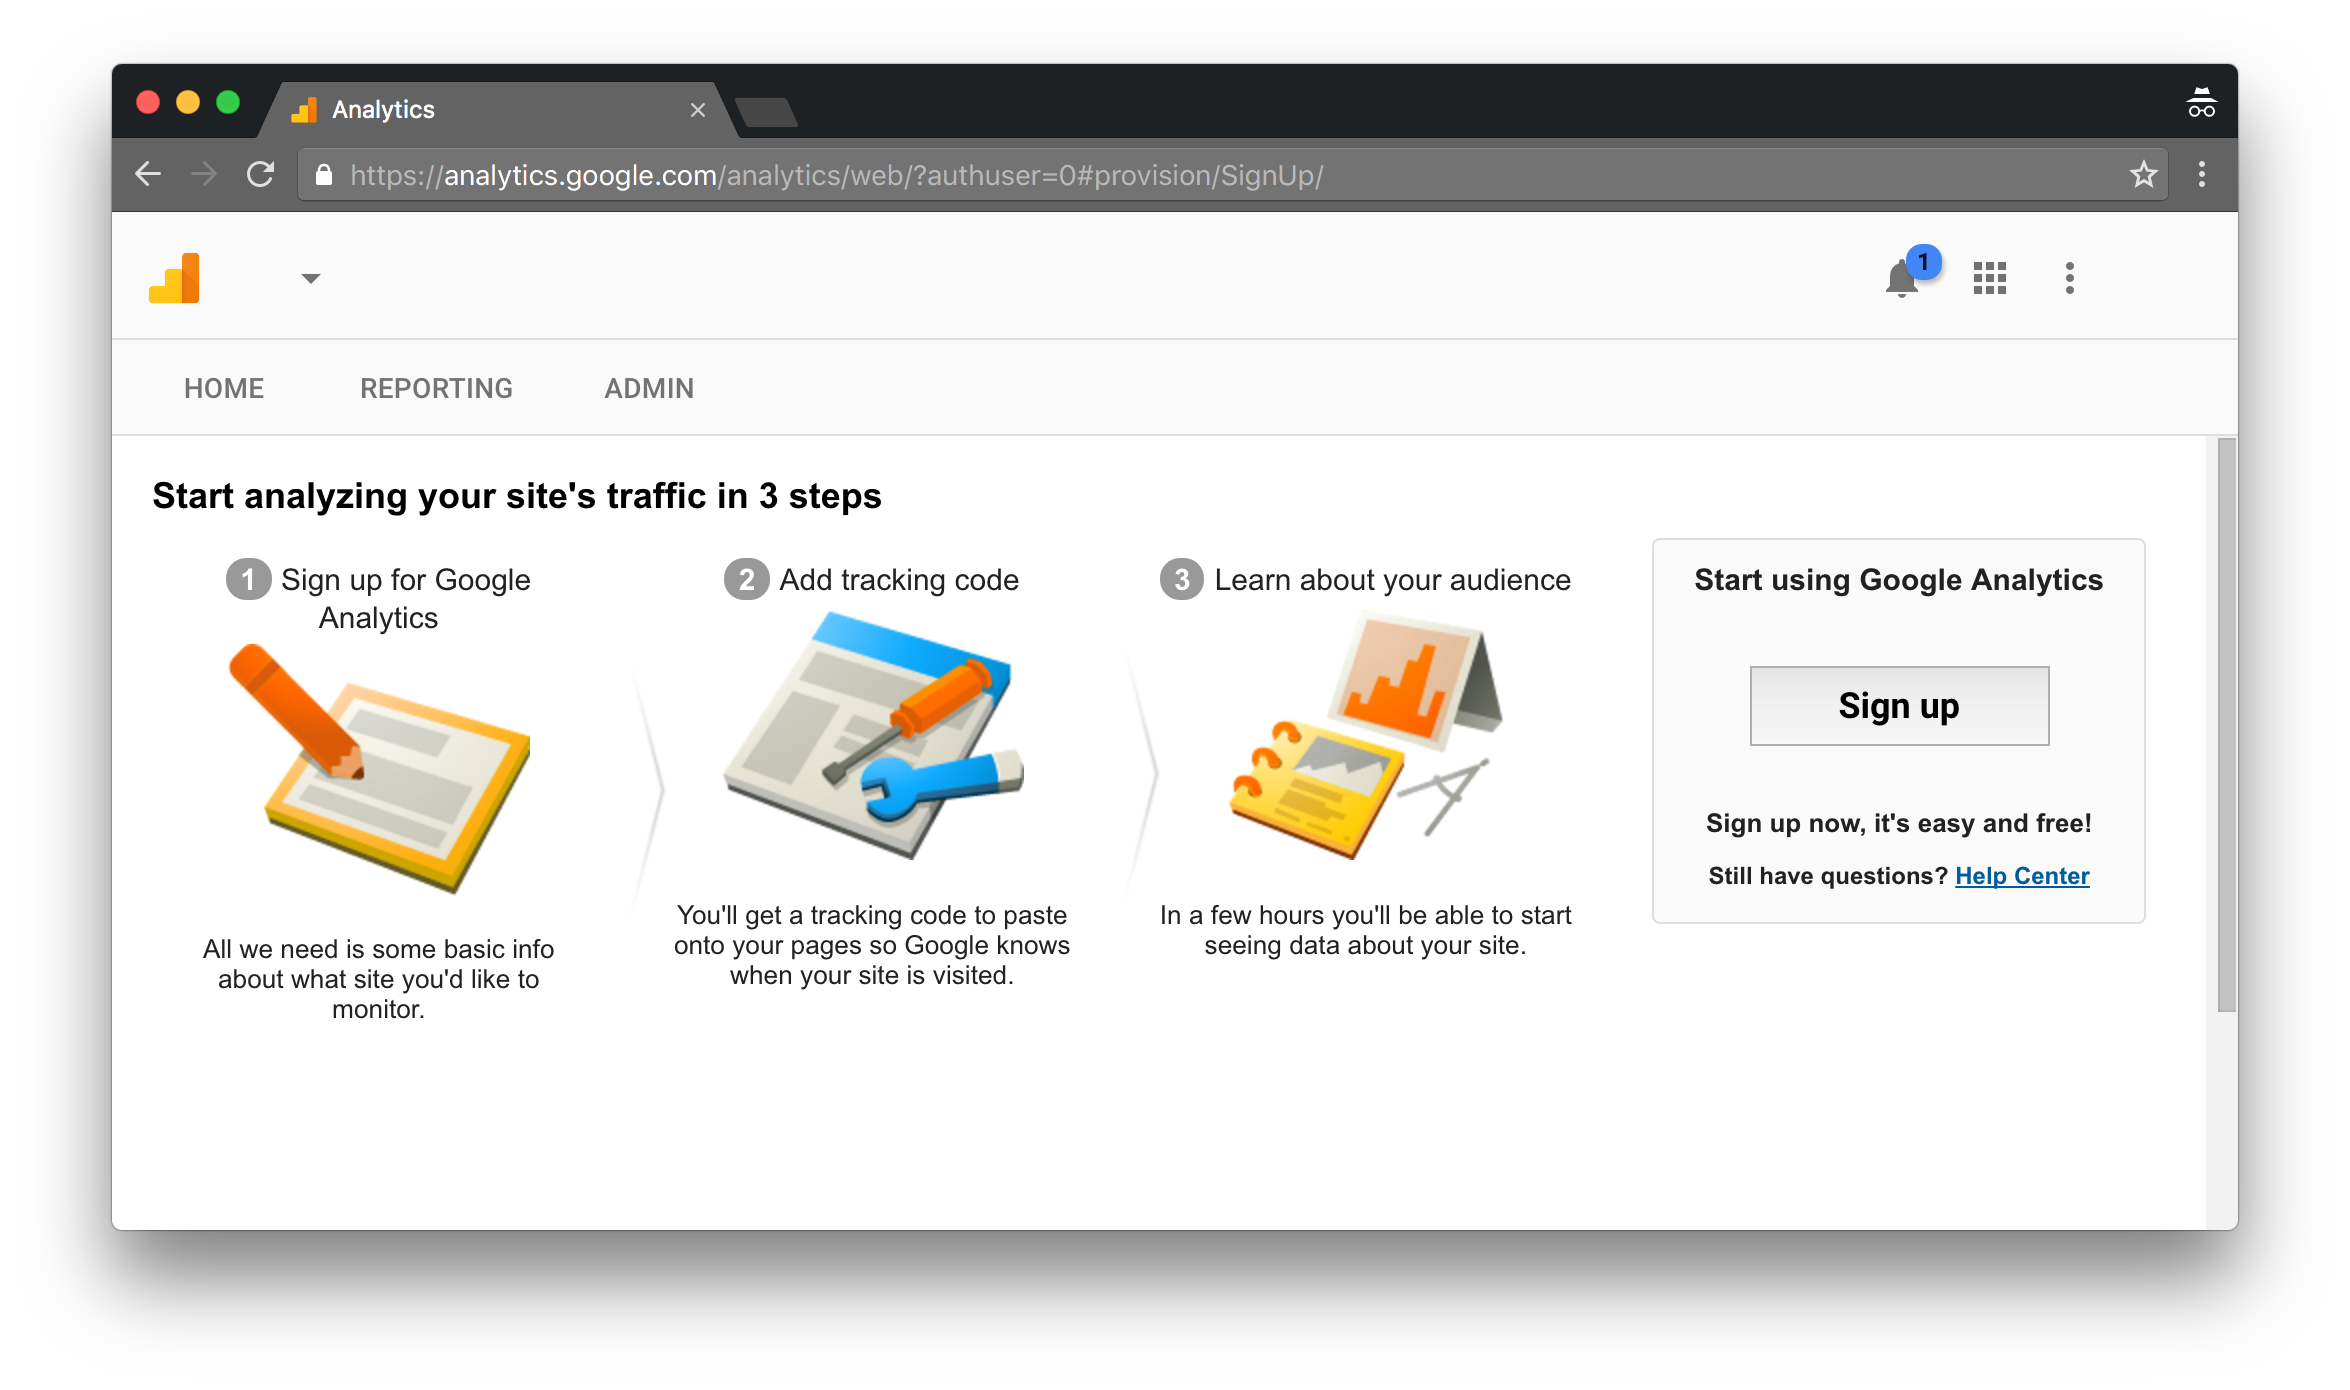 Analytics
https://analytics.google.com/analytics/web/?authuser=0#provision/SignUp/
1
HOME REPORTING ADMIN
Start analyzing your site's traffic in 3 steps
1 Sign up for Google
Analytics
All we need is some basic info
about what site you'd like to
monitor.
2 Add tracking code
You'll get a tracking code to paste
onto your pages so Google knows
when your site is visited.
3 Learn about your audience
In a few hours you'll be able to start
seeing data about your site.
Start using Google Analytics
Sign up
Sign up now, it's easy and free!
Still have questions? Help Center